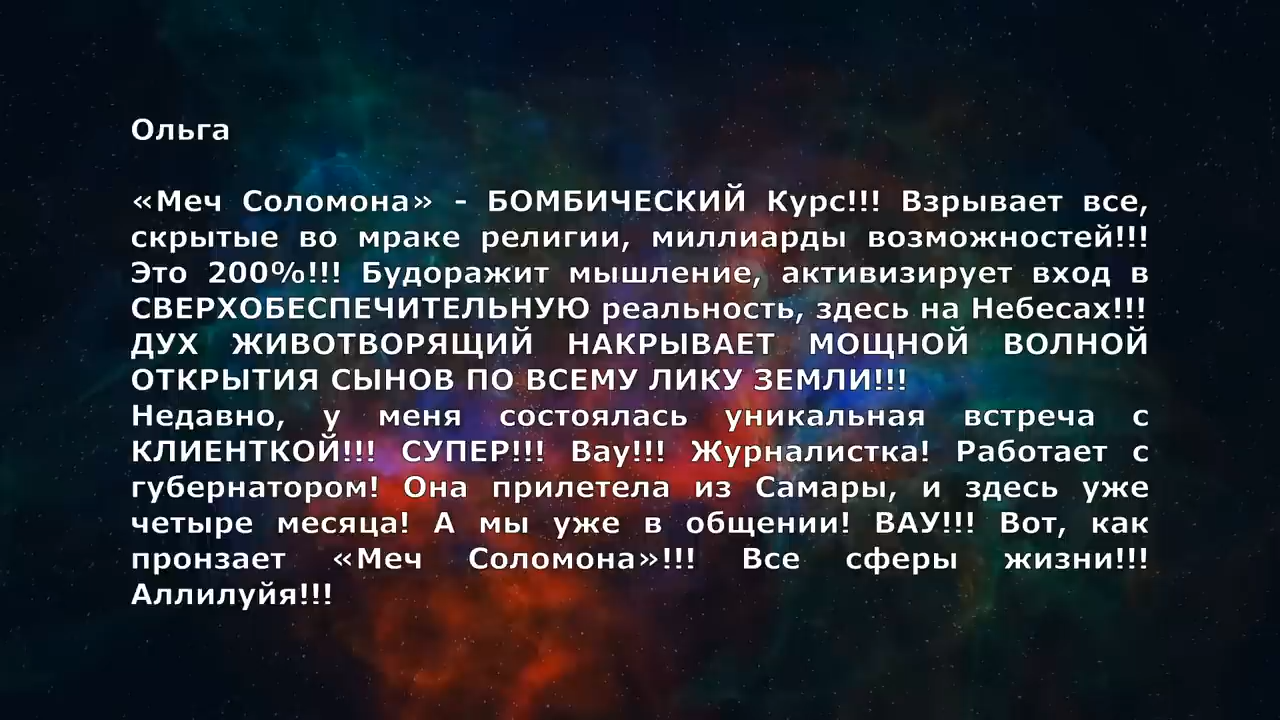 Ольга
«Меч Соломона» - БОМБИЧЕСКИЙ Курс!!! Взрывает все,
скрытые во мраке религии, миллиарды возможностей!!!
Это 200%!!! Будоражит мышление, активизирует вход в
СВЕРХОБЕСПЕЧИТЕЛЬНУЮ реальность, здесь на Небесах!!!
ДУХ ЖИВОТВОРЯЩИЙ НАКРЫВАЕТ МОЩНОЙ ВОЛНОЙ
ОТКРЫТИЯ СЫНОВ ПО ВСЕМУ ЛИКУ ЗЕМЛИ!!!
Недавно, у меня состоялась уникальная встреча с
КЛИЕНТКОЙ!!! СУПЕР!!! Вау!!! Журналистка! Работает с
губернатором! Она прилетела из Самары, и здесь уже
четыре месяца! А мы уже в общении! ВАУ!!! Вот, как
пронзает «Меч Соломона»!!! Все сферы жизни!!!
Аллилуйя!!!